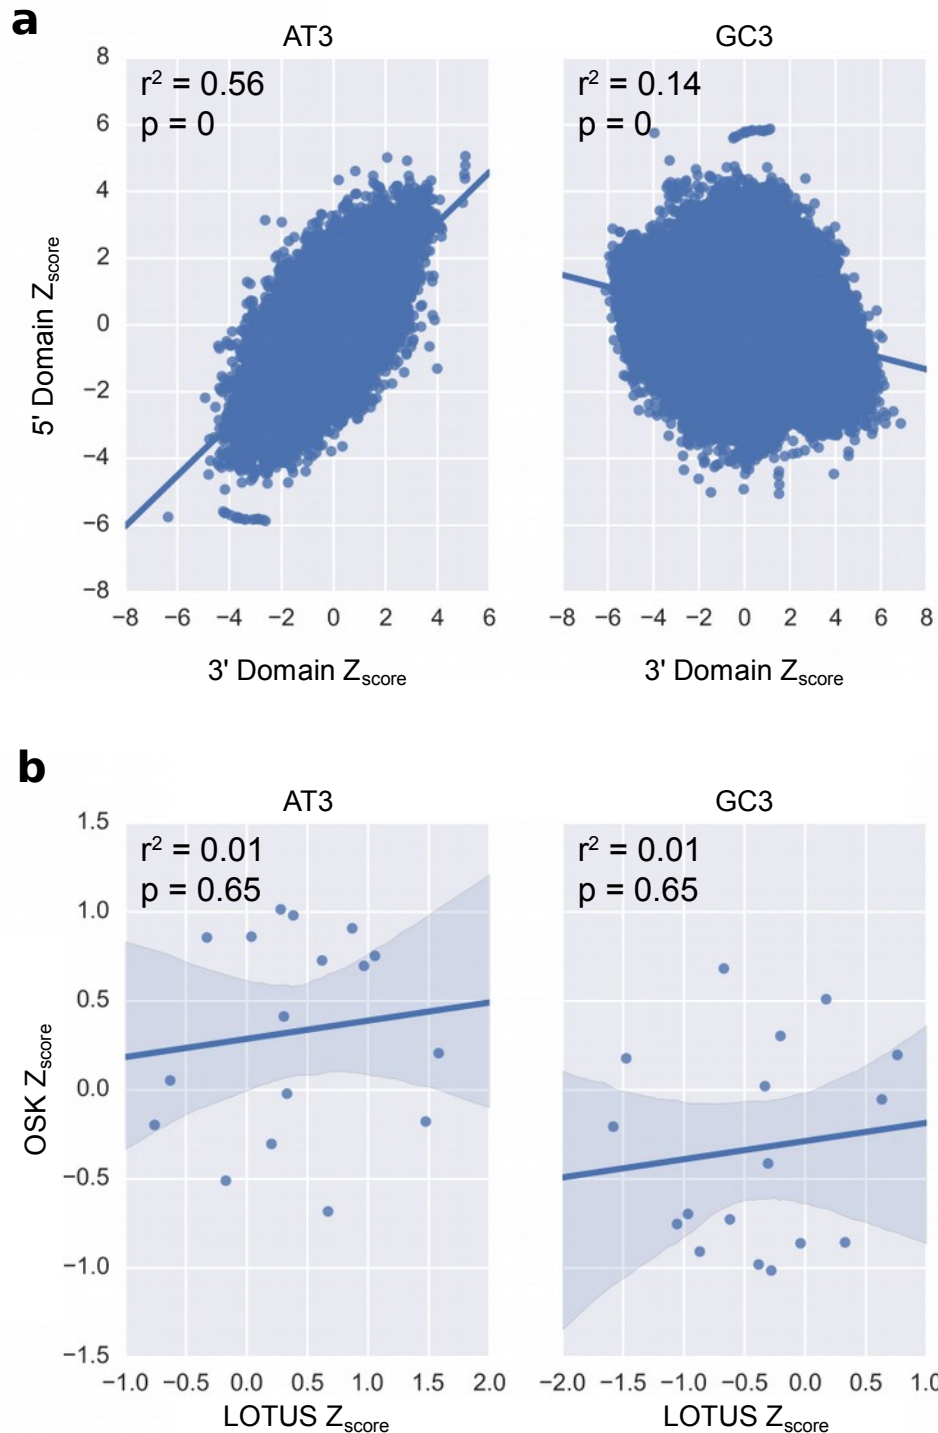 a
AT3
GC3
r² = 0.56
p = 0
r² = 0.14
p = 0
8
6
4
2
0
−2
−4
−6
−8
5' Domain Zscore
−8 −6 −4 −2 0 2 4 6
−8 −6 −4 −2 0 2 4 6 8
3' Domain Zscore
3' Domain Zscore
b
AT3
GC3
r² = 0.01
p = 0.65
r² = 0.01
p = 0.65
1.5
1.0
0.5
0.0
−0.5
−1.0
−1.5
OSK Zscore
−1.0 −0.5 0.0 0.5 1.0 1.5 2.0
−2.0 −1.5 −1.0 −0.5 0.0 0.5 1.0
LOTUS Zscore
LOTUS Zscore